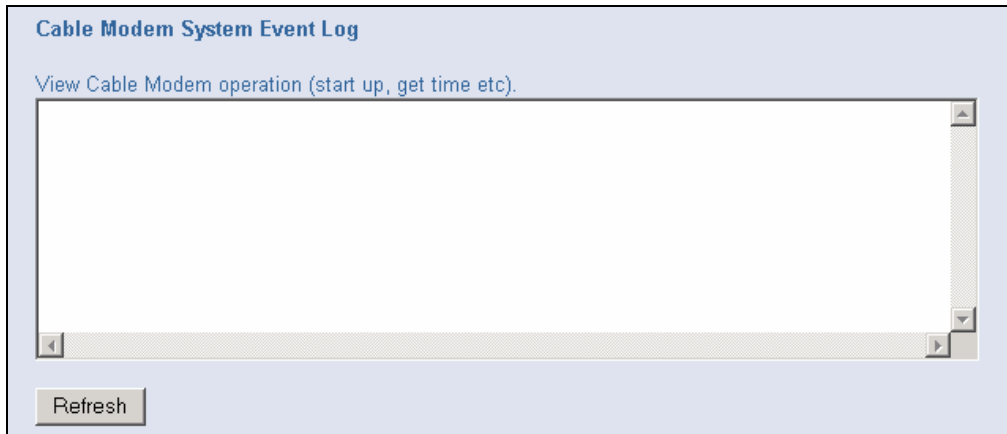 Cable Modem System Event Log
View Cable Modem operation (start up, get time etc).
Refresh